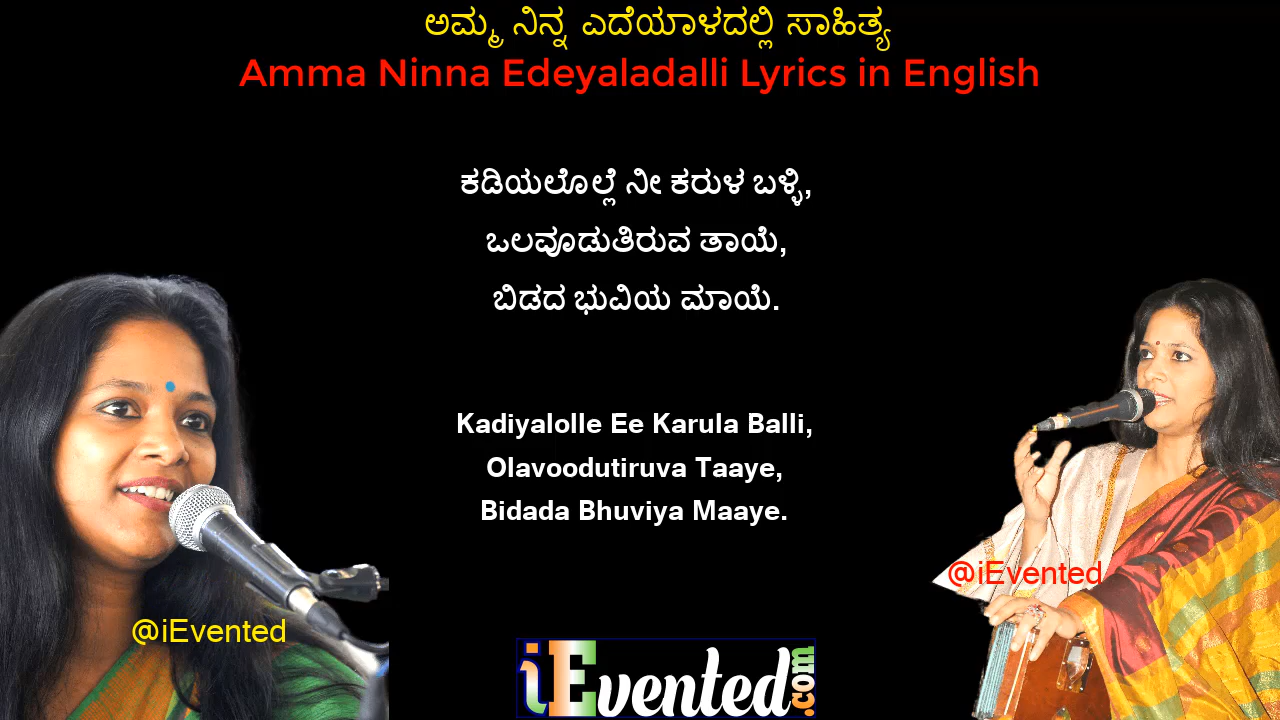 ಅಮ್ಮ ನಿನ್ನ ಎದೆಯಾಳದಲ್ಲಿ ಸಾಹಿತ್ಯ
Amma Ninna Edeyaladalli Lyrics in English
ಕಡಿಯಲೊಲ್ಲೆ ನೀ ಕರುಳ ಬಳ್ಳಿ,
ಒಲವೂಡುತಿರುವ ತಾಯೆ,
ಬಿಡದ ಭುವಿಯ ಮಾಯೆ.
Kadiyalolle Ee Karula Balli,
Olavoodutiruva Taaye,
Bidada Bhuviya Maaye.
@iEvented
@iEvented
iEvented.com